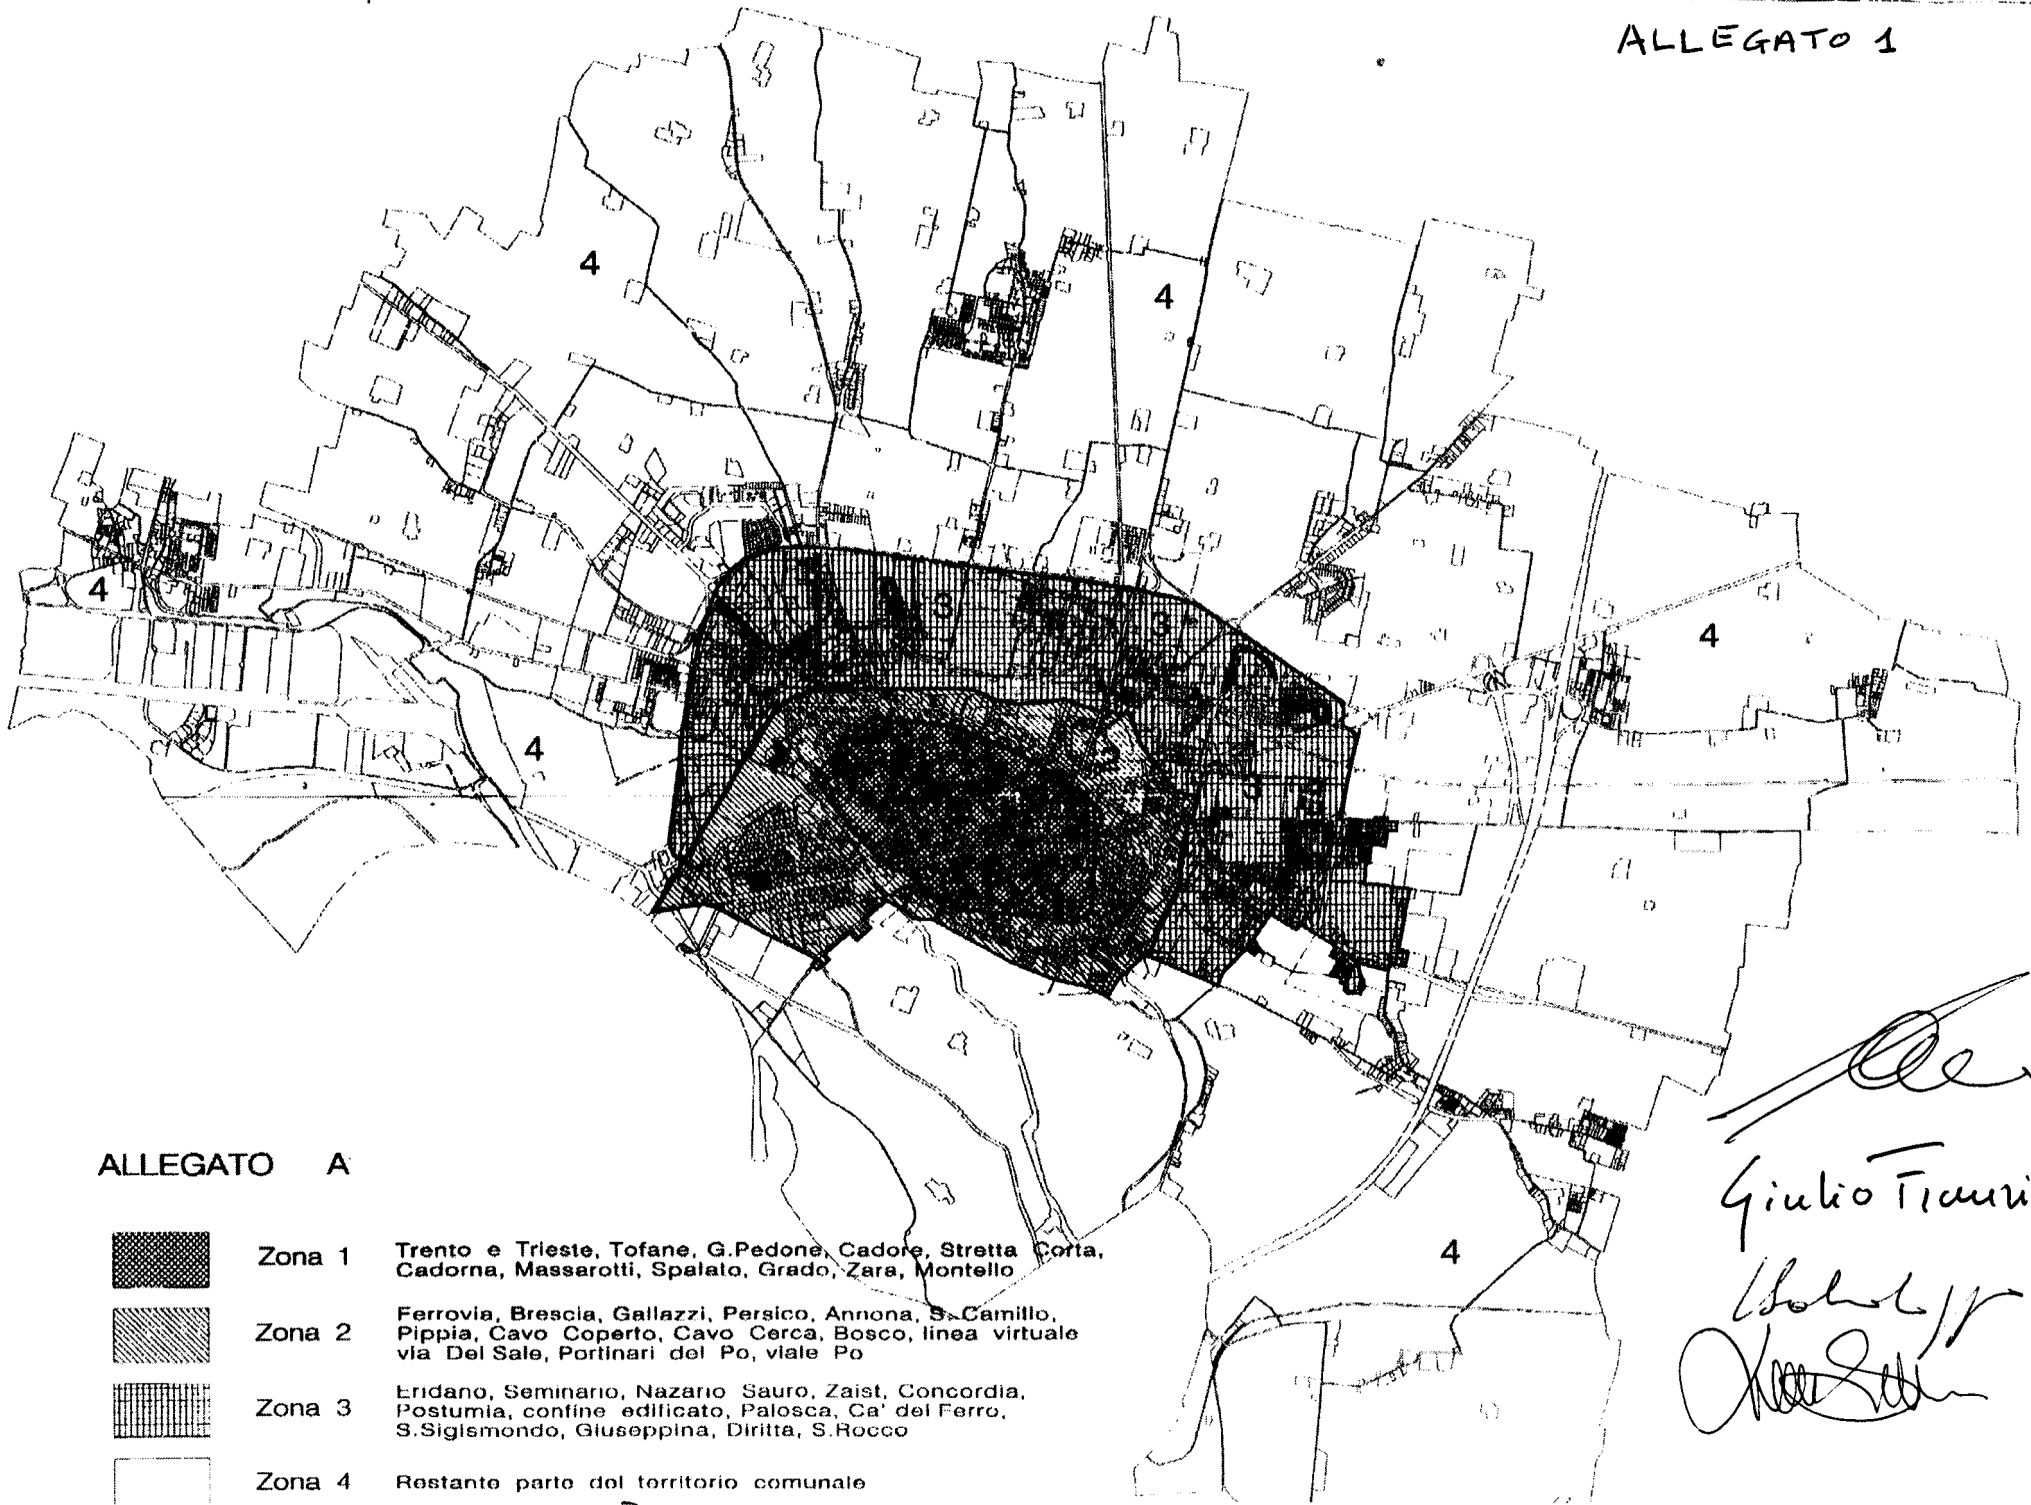 ALLEGATO 1
4
4
3
3
4
4
4
3
2
4
ALLEGATO A
Zona 1 Trento e Trieste, Tofane, G.Pedone, Cadore, Stretta Corta,
Cadorna, Massarotti, Spalato, Grado, Zara, Montello
Zona 2 Ferrovia, Brescia, Gallazzi, Persico, Annona, S.Camillo,
Pippia, Cavo Coperto, Cavo Cerca, Bosco, linea virtuale
via Del Sale, Portinari del Po, viale Po
Zona 3 Eridano, Seminario, Nazario Sauro, Zaist, Concordia,
Postumia, confine edificato, Palosca, Ca' del Ferro,
S.Sigismondo, Giuseppina, Diritta, S.Rocco
Zona 4 Restante parte del territorio comunale
Giulio